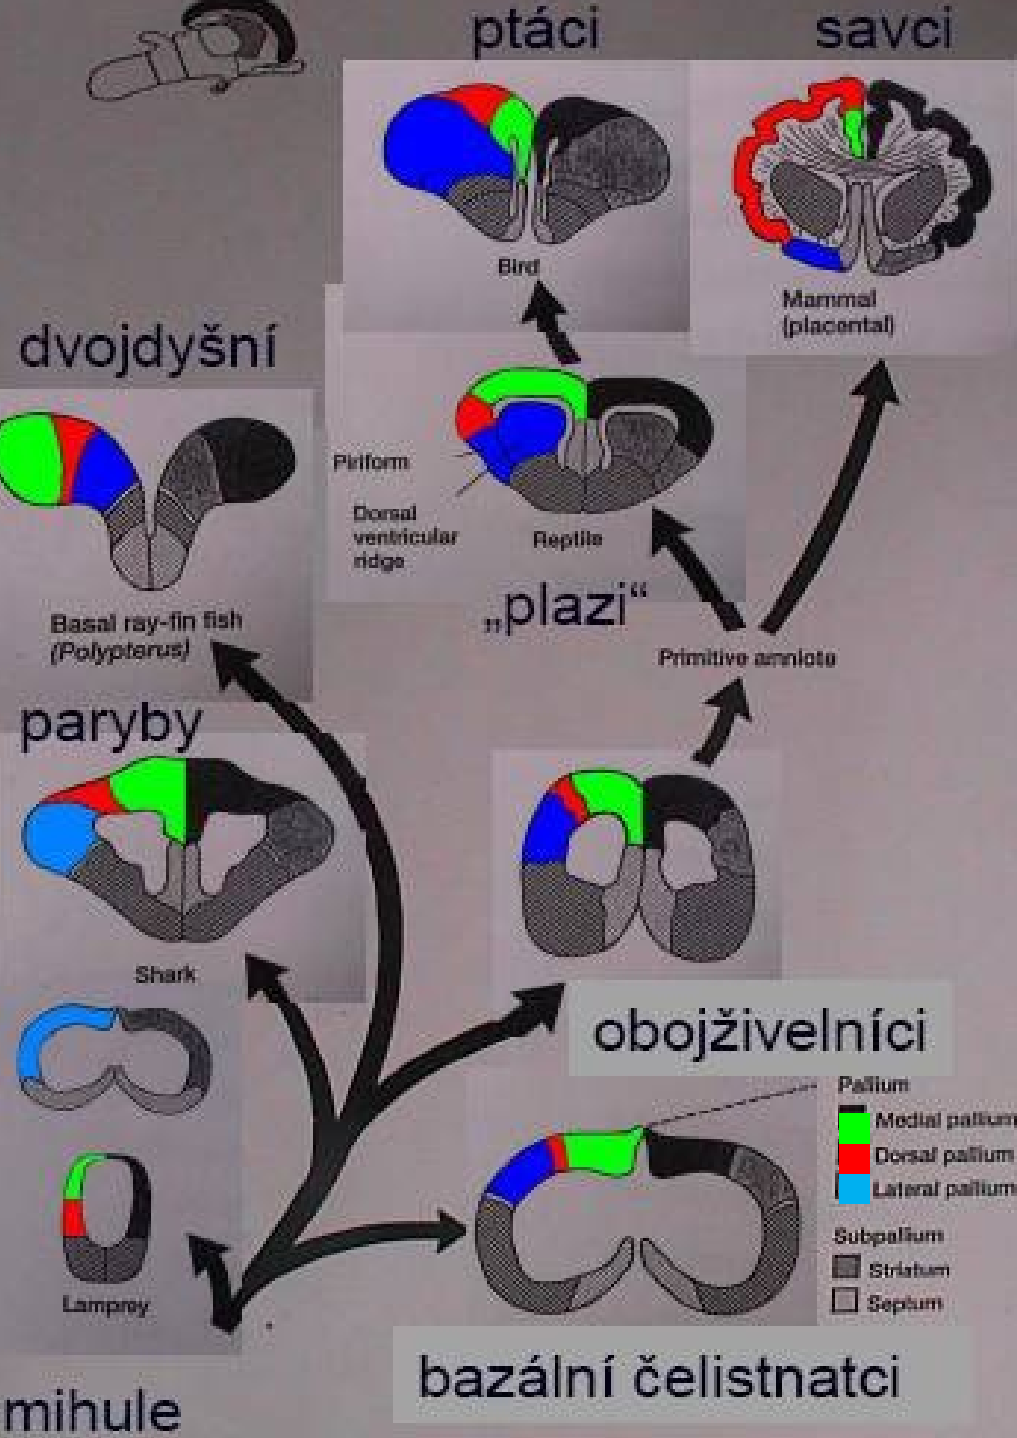 ptáci
savci
Bird
Mammal
(placental)
dvojdyšní
Piriform
Dorsal
ventricular
ridge
Reptile
„plazi“
Basal ray-fin fish
(Polypterus)
Primitive amniote
paryby
Shark
obojživelníci
Pallium
Medial pallium
Dorsal pallium
Lateral pallium
Subpallium
Striatum
Septum
Lamprey
bazální čelistnatci
mihule